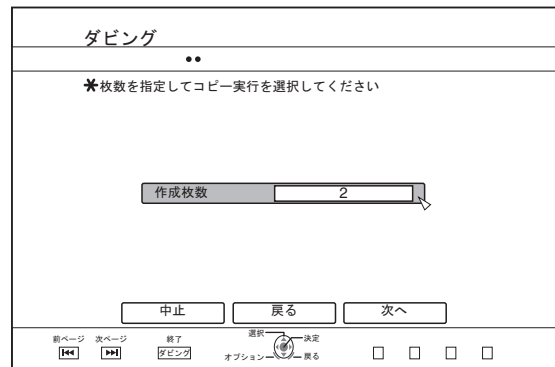 ダビング
••
*枚数を指定してコピー実行を選択してください
作成枚数 2
中止 戻る 次へ
前ページ 次ページ 終了 選択 決定
ダビング オプション 戻る